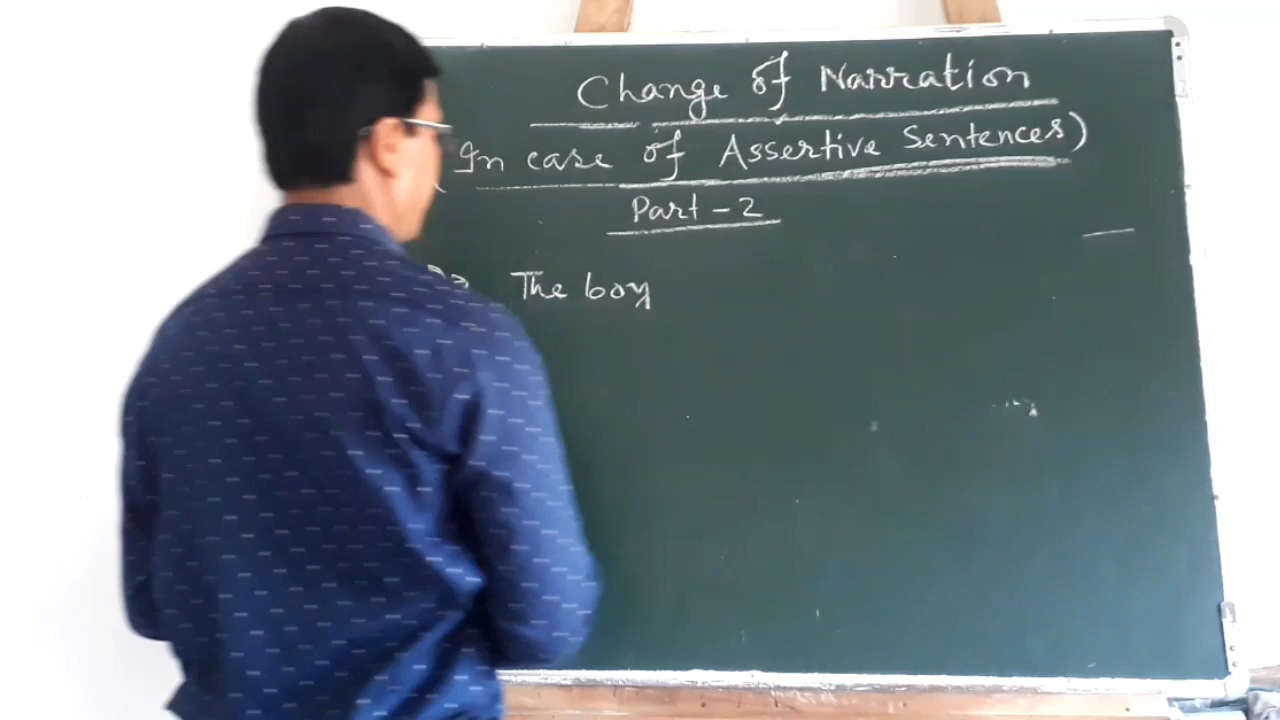 Change of Narration
(In case of Assertive Sentences)
Part - 2
The boy